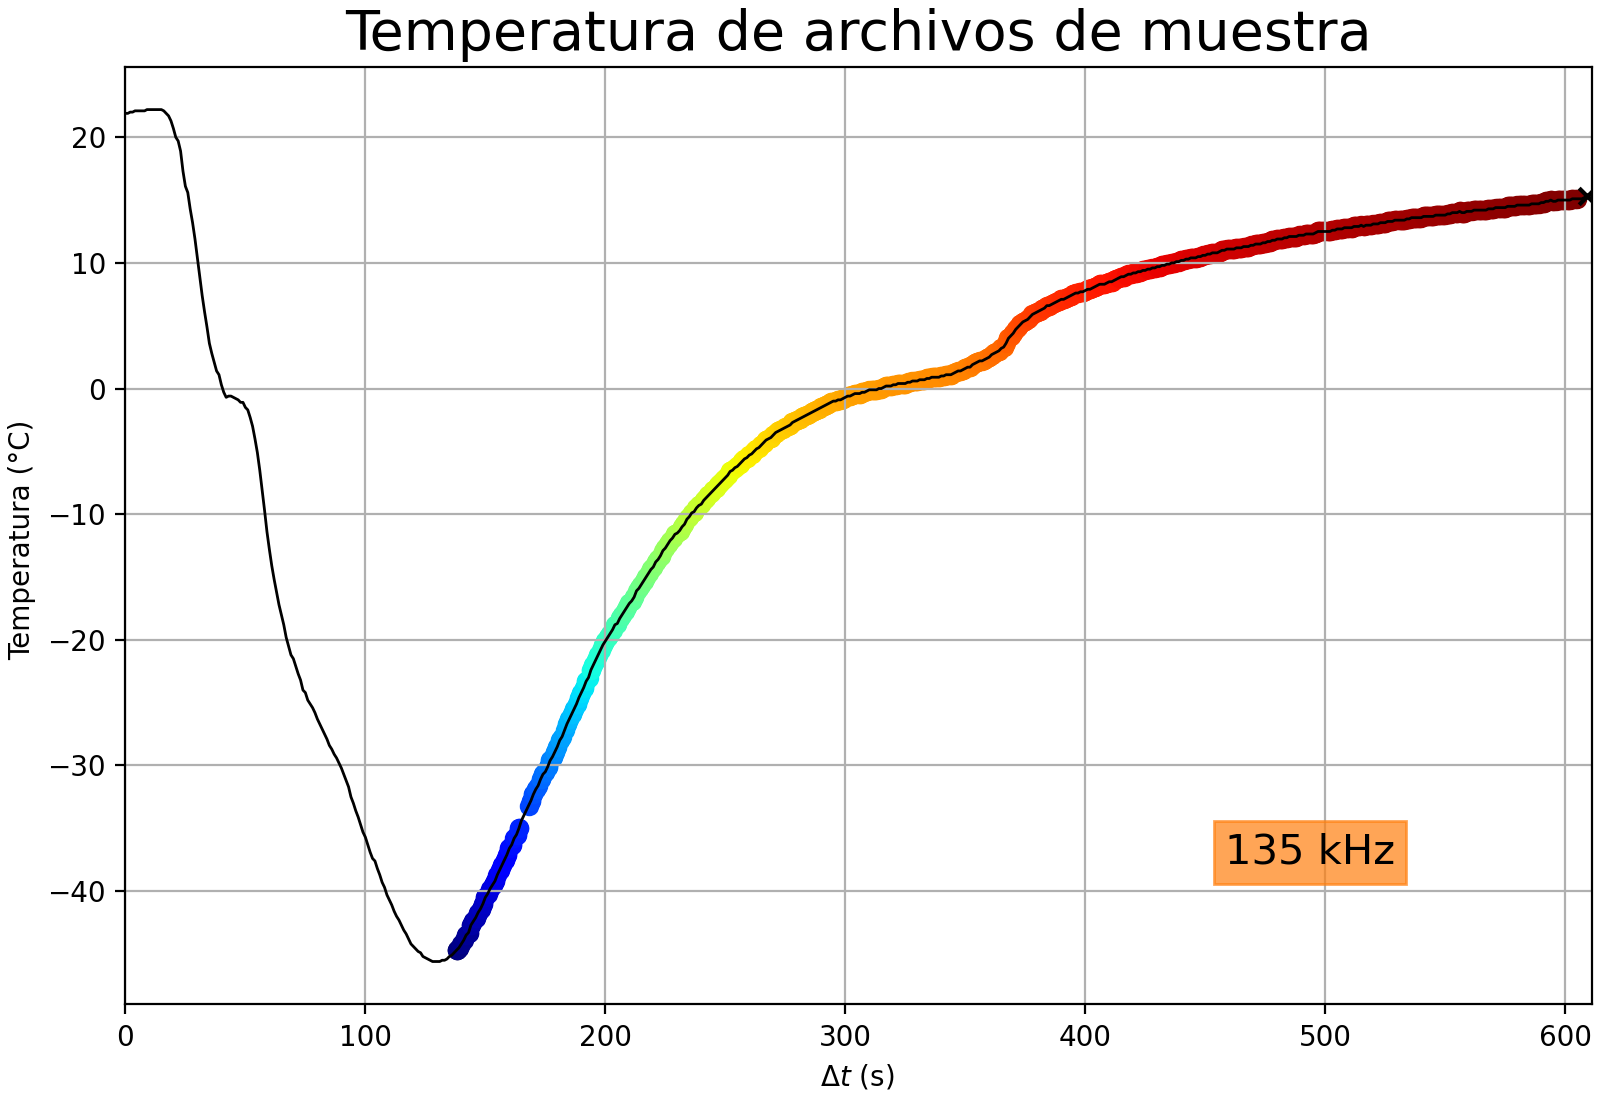 Temperatura de archivos de muestra
Temperatura (°C)
20
10
0
−10
−20
−30
−40
135 kHz
0 100 200 300 400 500 600
Δt (s)